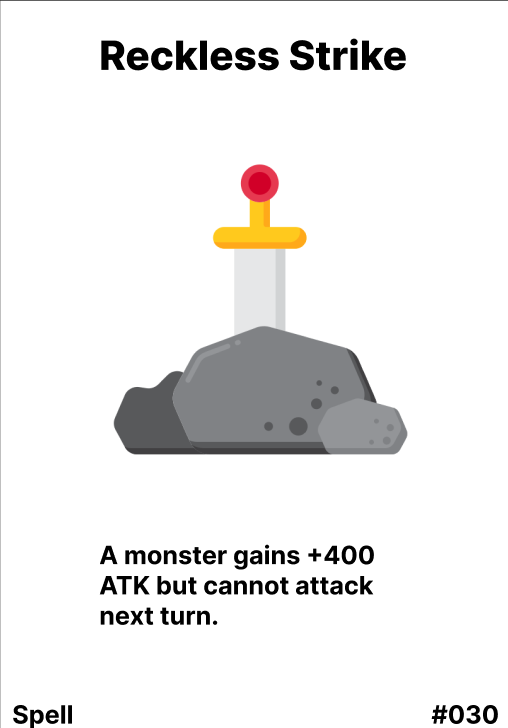 Reckless Strike
A monster gains +400
ATK but cannot attack
next turn.
Spell
#030